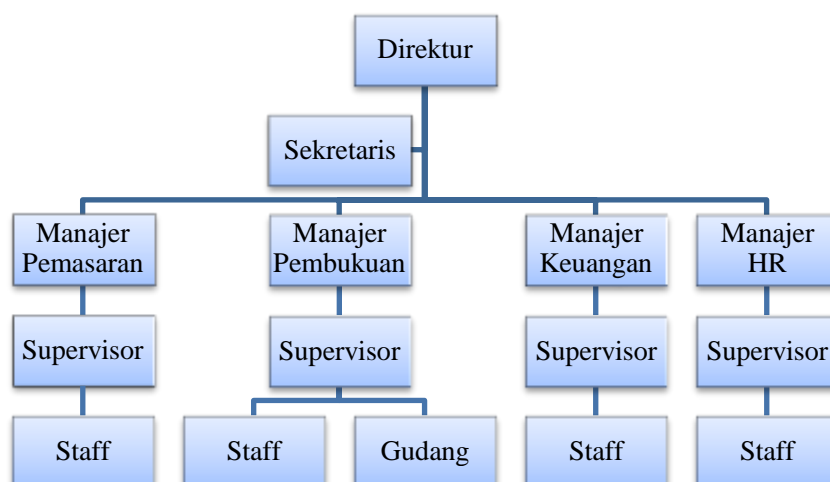 Direktur
Sekretaris
Manajer
Pemasaran
Manajer
Pembukuan
Manajer
Keuangan
Manajer
HR
Supervisor
Supervisor
Supervisor
Supervisor
Staff
Staff
Gudang
Staff
Staff